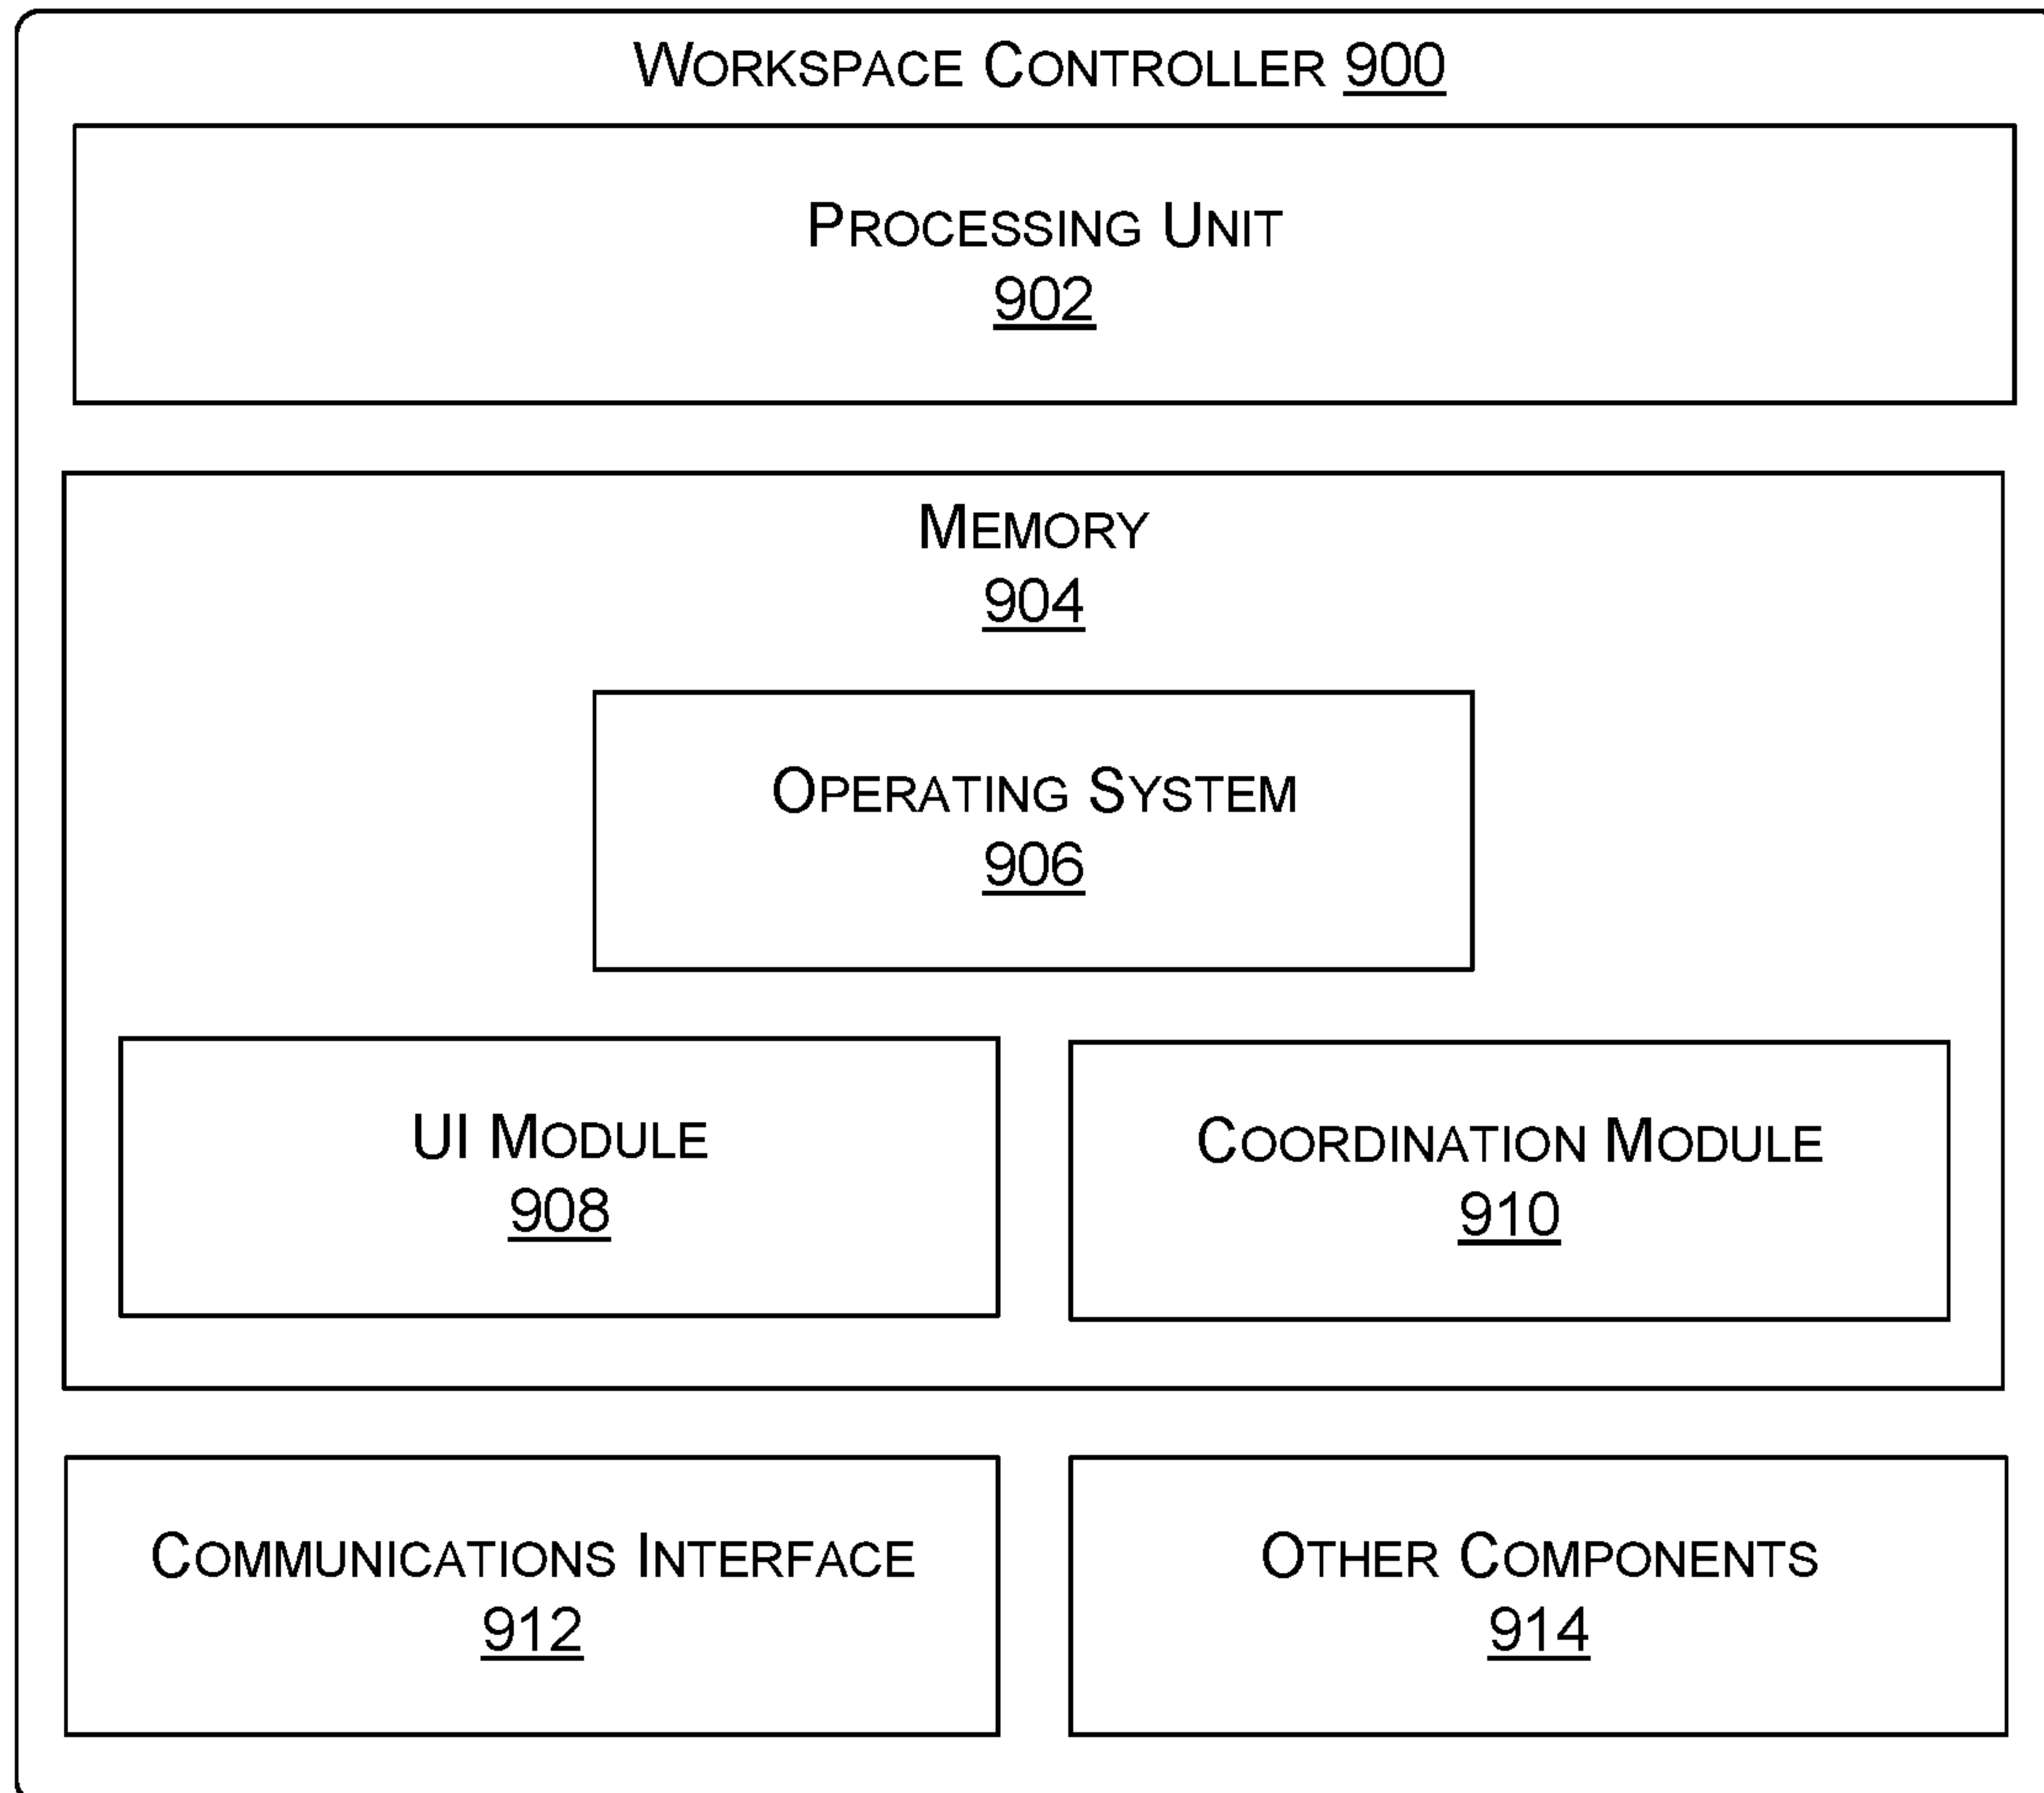 WORKSPACE CONTROLLER 900
PROCESSING UNIT
902
MEMORY
904
OPERATING SYSTEM
906
UI MODULE
908
COORDINATION MODULE
910
COMMUNICATIONS INTERFACE
912
OTHER COMPONENTS
914